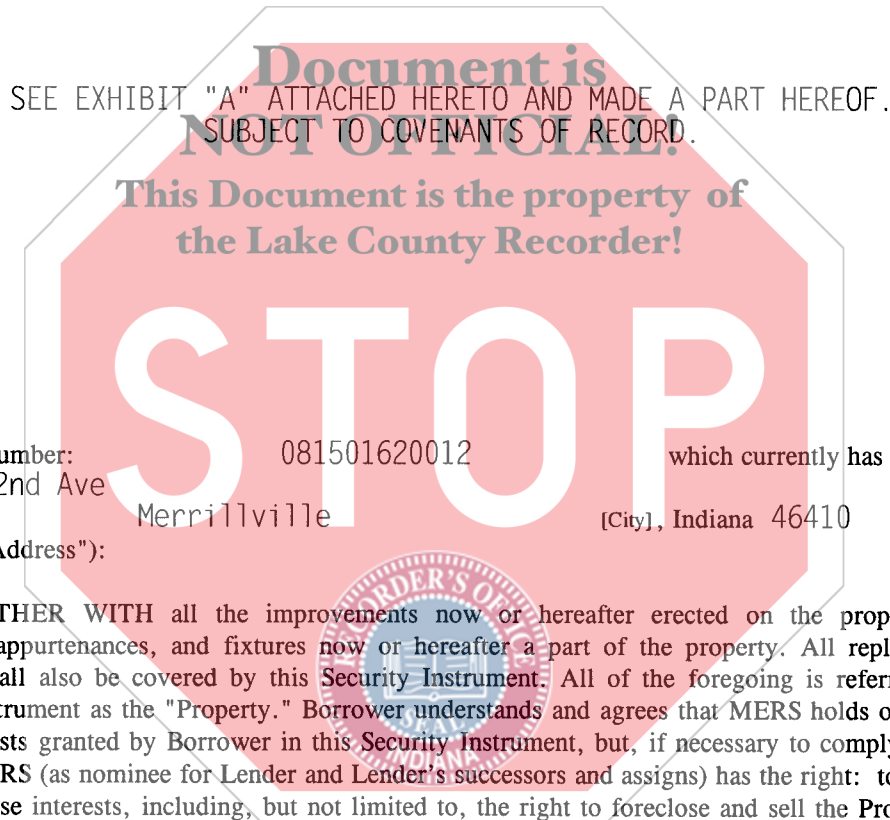 Document is
SEE EXHIBIT "A" ATTACHED HERETO AND MADE A PART HEREOF.
NOT OFFICIAL!
SUBJECT TO COVENANTS OF RECORD.
This Document is the property of
the Lake County Recorder!
STOP
umber: 081501620012 which currently has
2nd Ave
Merrillville [City], Indiana 46410
Address"):
THER WITH all the improvements now or hereafter erected on the prop
appurtenances, and fixtures now or hereafter a part of the property. All repl
all also be covered by this Security Instrument. All of the foregoing is referr
trument as the "Property." Borrower understands and agrees that MERS holds o
sts granted by Borrower in this Security Instrument, but, if necessary to comply
RS (as nominee for Lender and Lender's successors and assigns) has the right: to
se interests, including, but not limited to, the right to foreclose and sell the Pro
RECORDER'S OFFICE
SEAL
INDIANA